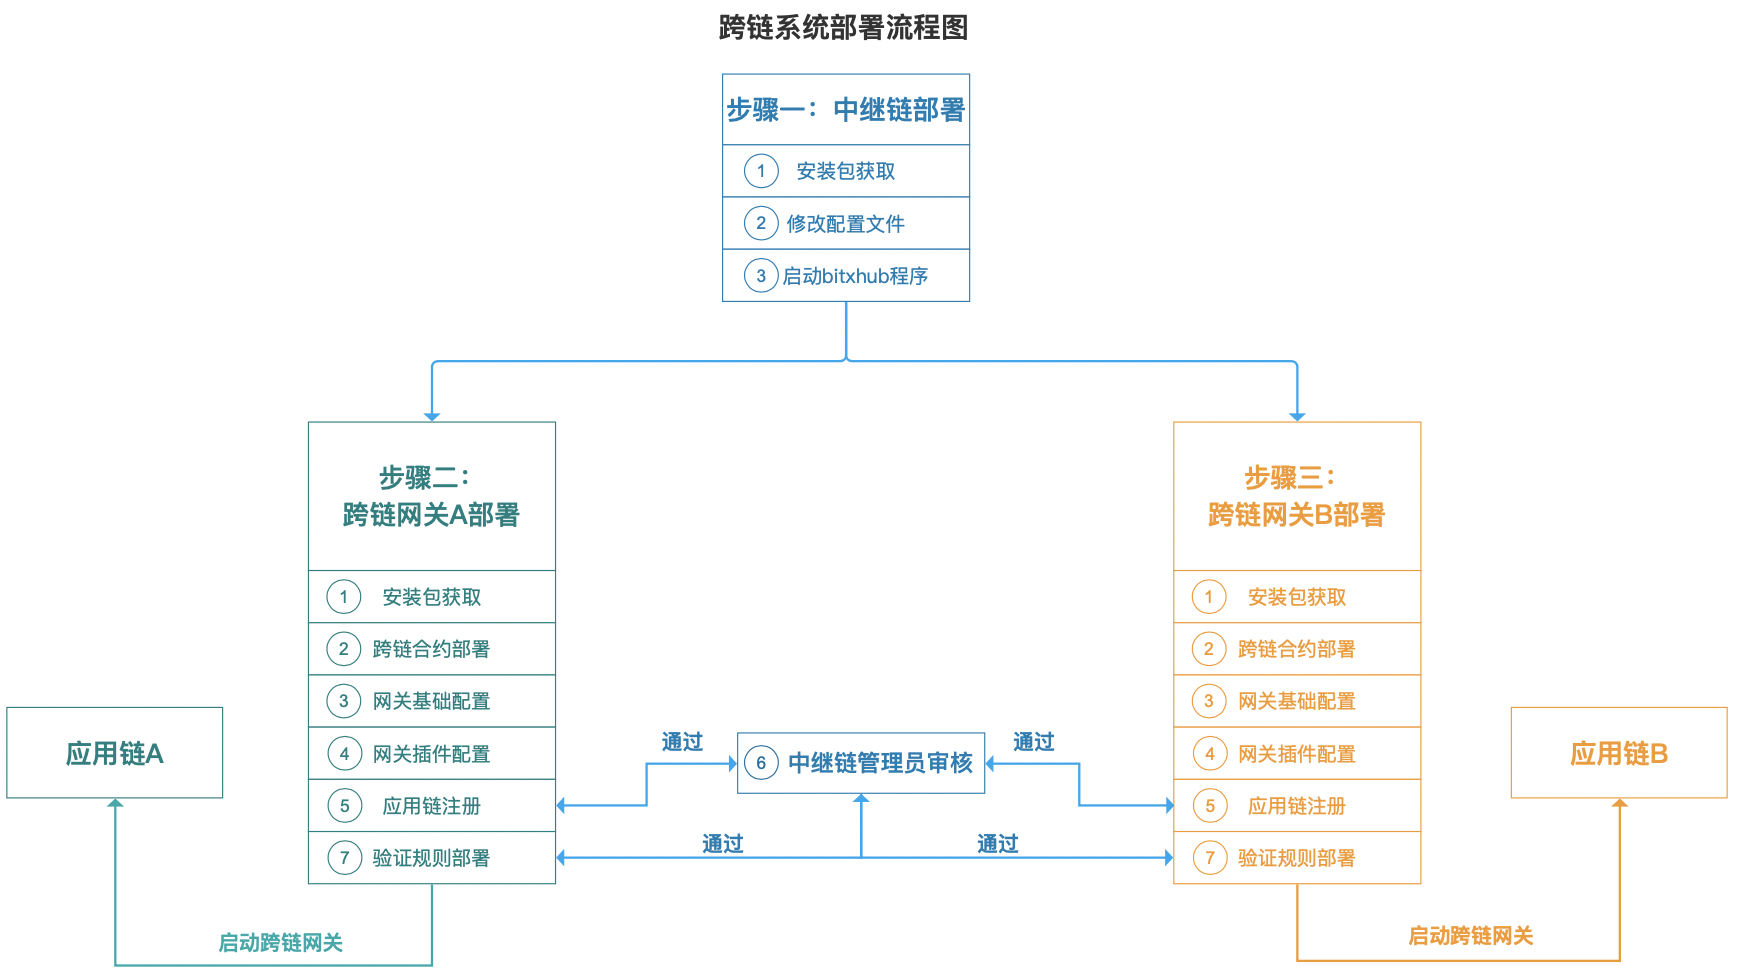 跨链系统部署流程图
步骤一：中继链部署
1 安装包获取
2 修改配置文件
3 启动bitxhub程序
步骤二：
跨链网关A部署
1 安装包获取
2 跨链合约部署
3 网关基础配置
4 网关插件配置
5 应用链注册
7 验证规则部署
步骤三：
跨链网关B部署
1 安装包获取
2 跨链合约部署
3 网关基础配置
4 网关插件配置
5 应用链注册
7 验证规则部署
应用链A
通过
6 中继链管理员审核
通过
应用链B
通过
通过
启动跨链网关
启动跨链网关